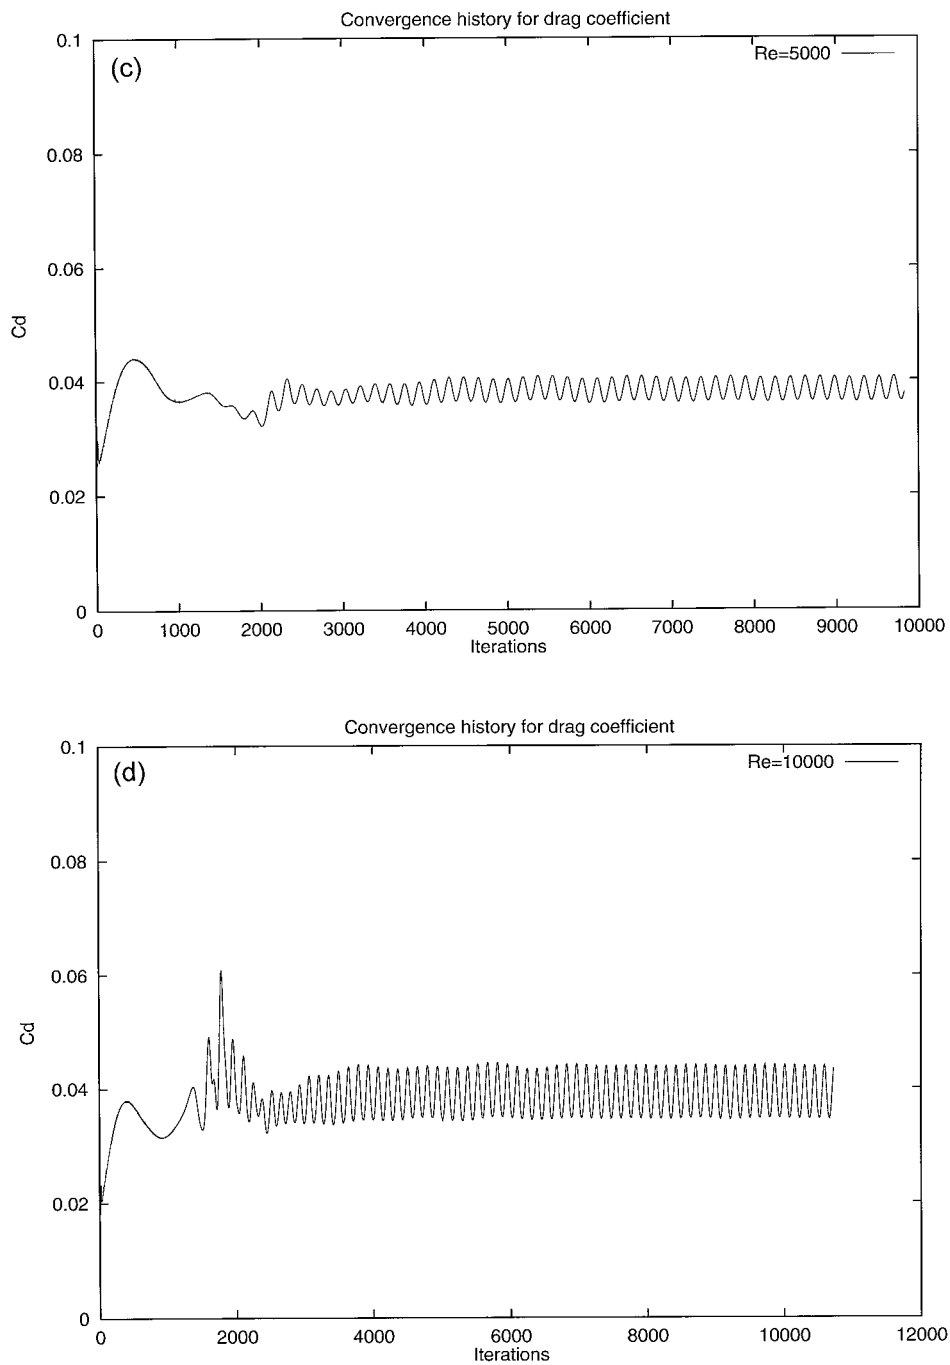 Convergence history for drag coefficient
(c)
Re=5000
0.1
0.08
0.06
0.04
0.02
0
Cd
0 1000 2000 3000 4000 5000 6000 7000 8000 9000 10000
Iterations
Convergence history for drag coefficient
(d)
Re=10000
0.1
0.08
0.06
0.04
0.02
0
Cd
0 2000 4000 6000 8000 10000 12000
Iterations